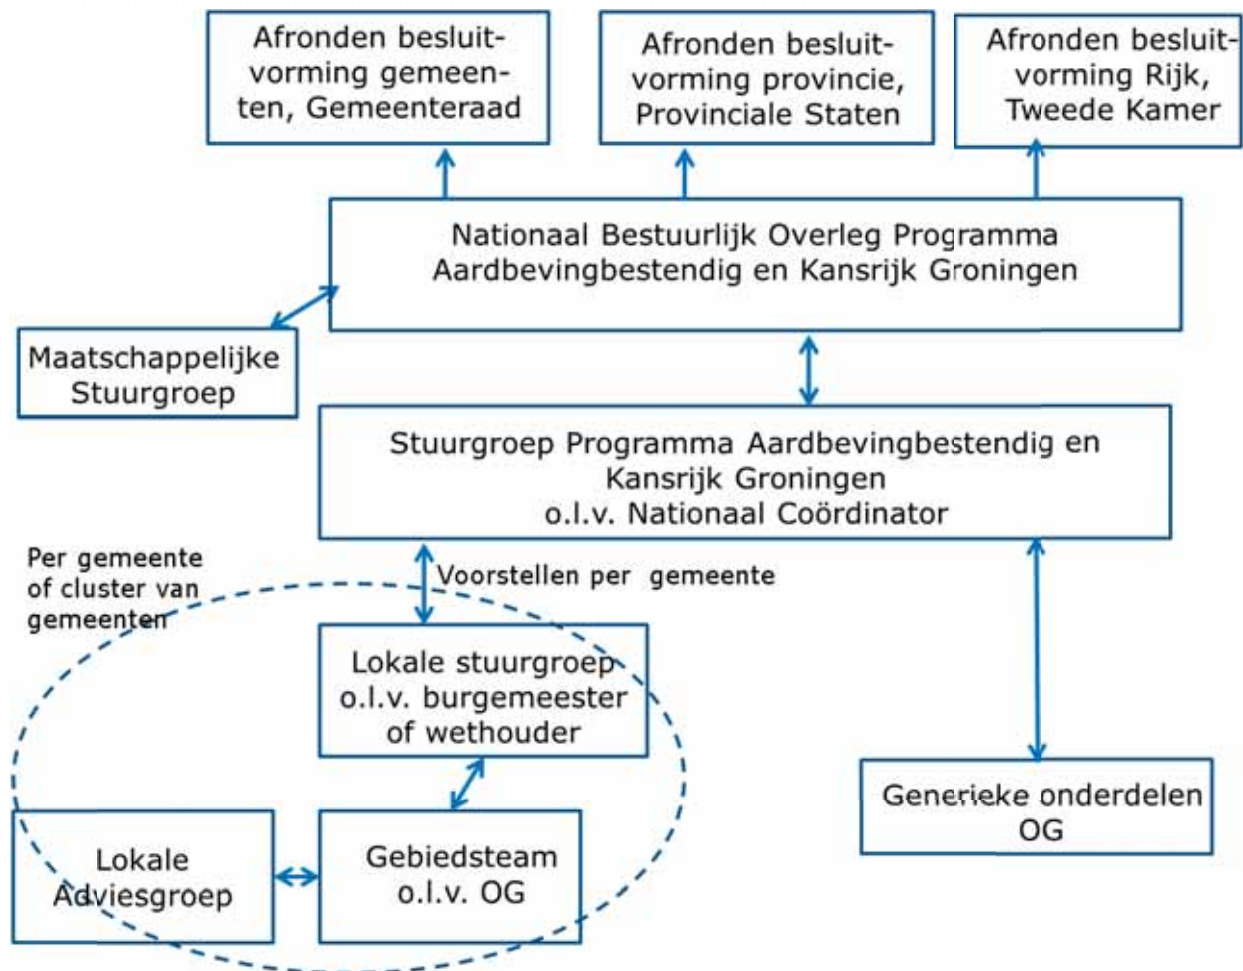 Afronden besluit-
vorming gemeen-
ten, Gemeenteraad
Afronden besluit-
vorming provincie,
Provinciale Staten
Afronden besluit-
vorming Rijk,
Tweede Kamer
Nationaal Bestuurlijk Overleg Programma
Aardbevingbestendig en Kansrijk Groningen
Maatschappelijke
Stuurgroep
Stuurgroep Programma Aardbevingbestendig en
Kansrijk Groningen
o.l.v. Nationaal Coördinator
Per gemeente
of cluster van
gemeenten
Voorstellen per gemeente
Lokale stuurgroep
o.l.v. burgemeester
of wethouder
Generieke onderdelen
OG
Lokale
Adviesgroep
Gebiedsteam
o.l.v. OG